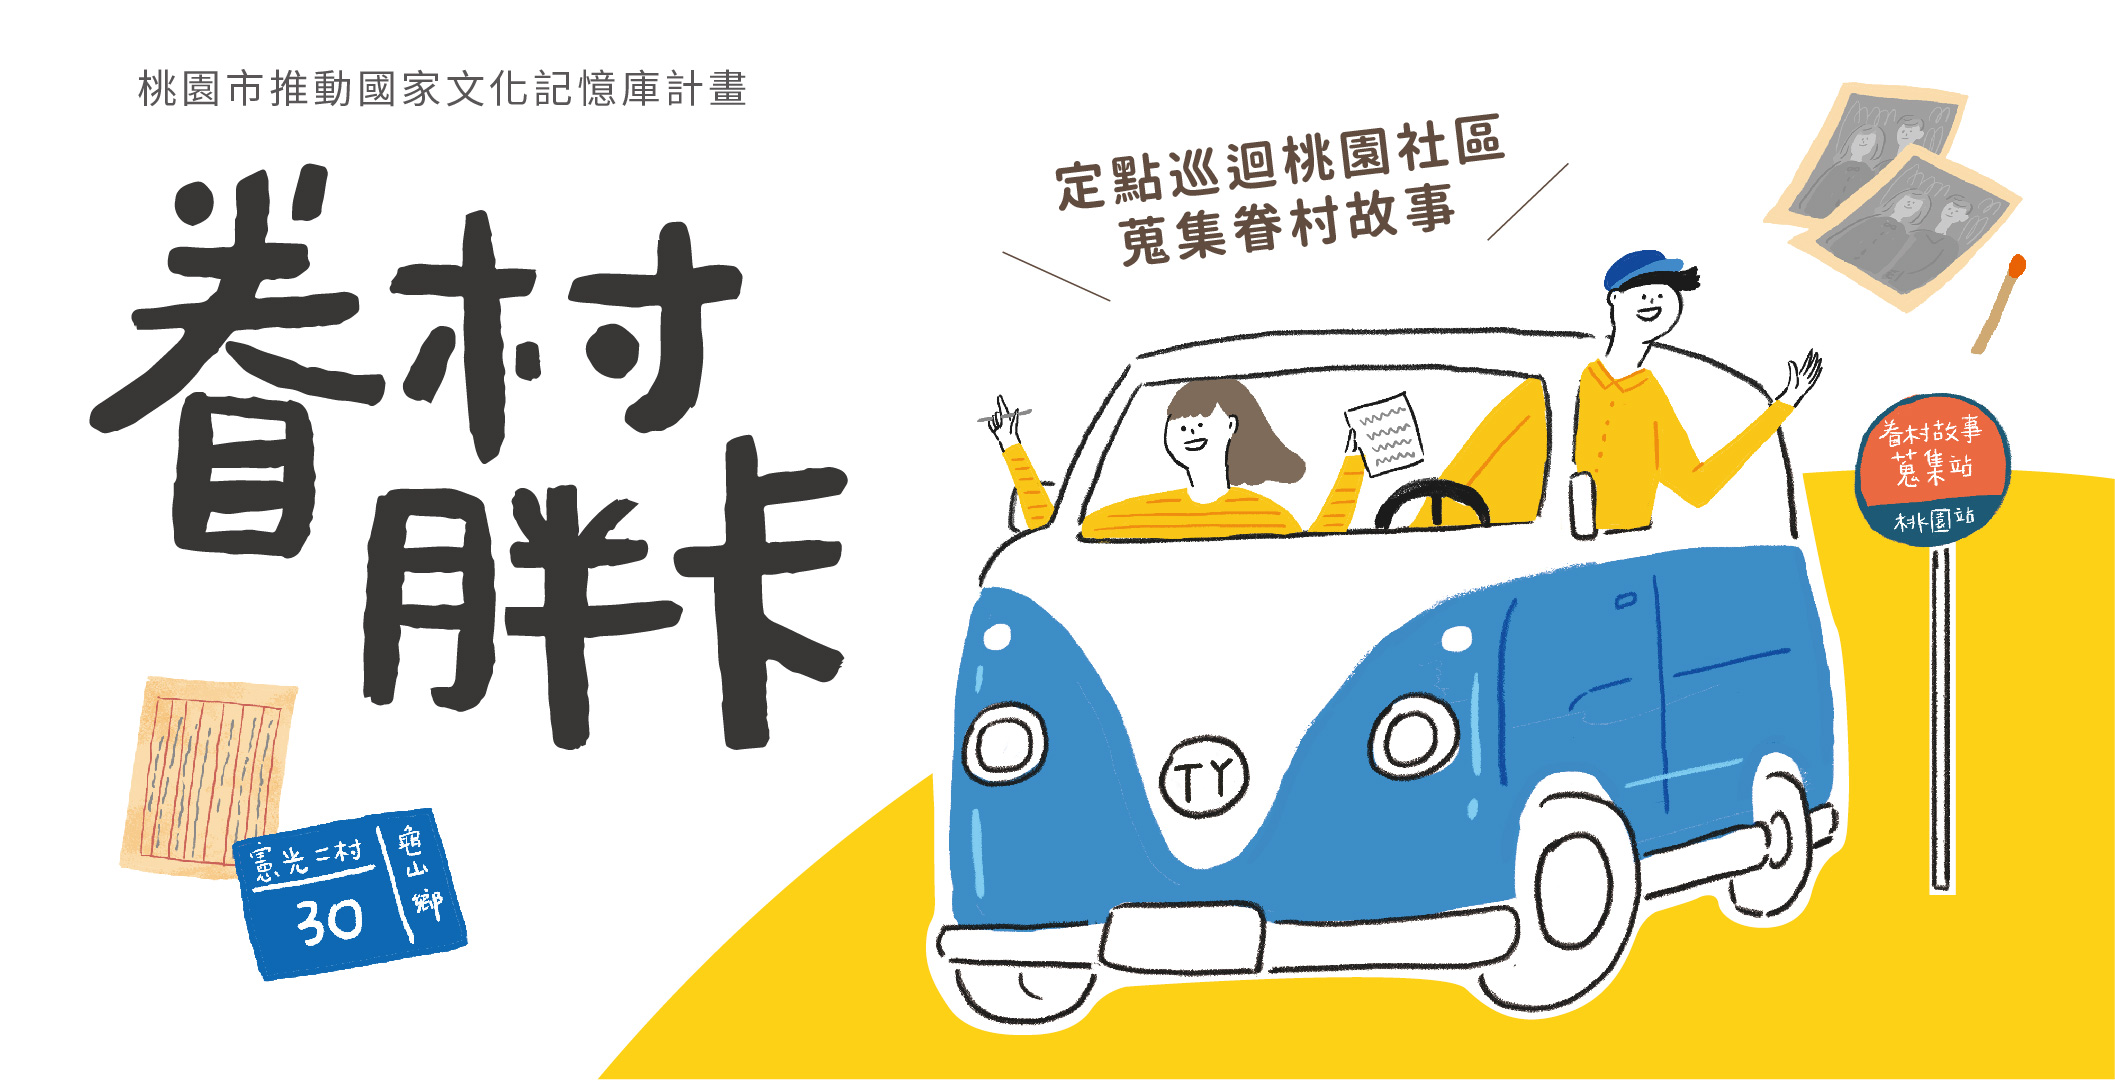 桃園市推動國家文化記憶庫計畫
眷村
胖卡
定點巡迴桃園社區
蒐集眷村故事
眷村故事
蒐集站
桃園站
TY
憲光二村
30
龜山鄉